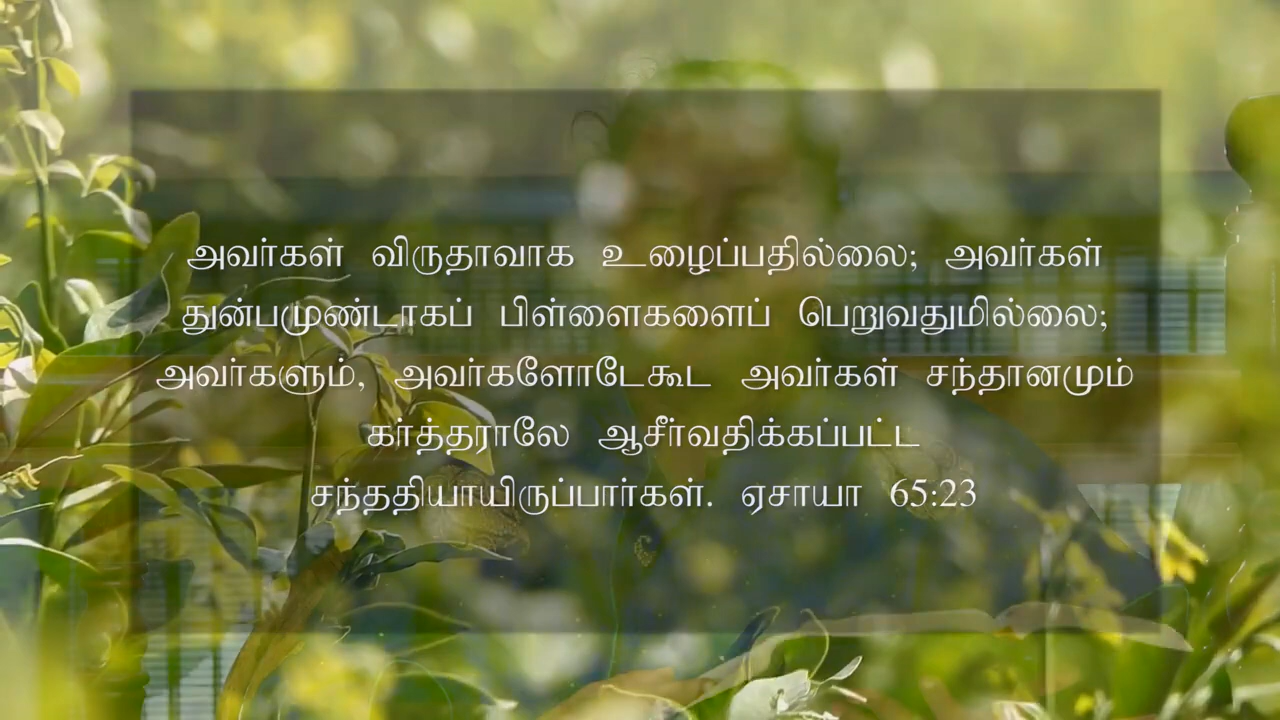 அவர்கள் விருதாவாக உழைப்பதில்லை; அவர்கள்
துன்பமுண்டாகப் பிள்ளைகளைப் பெறுவதுமில்லை;
அவர்களும், அவர்களோடேகூட அவர்கள் சந்தானமும்
கர்த்தராலே ஆசீர்வதிக்கப்பட்ட
சந்ததியாயிருப்பார்கள். ஏசாயா 65:23